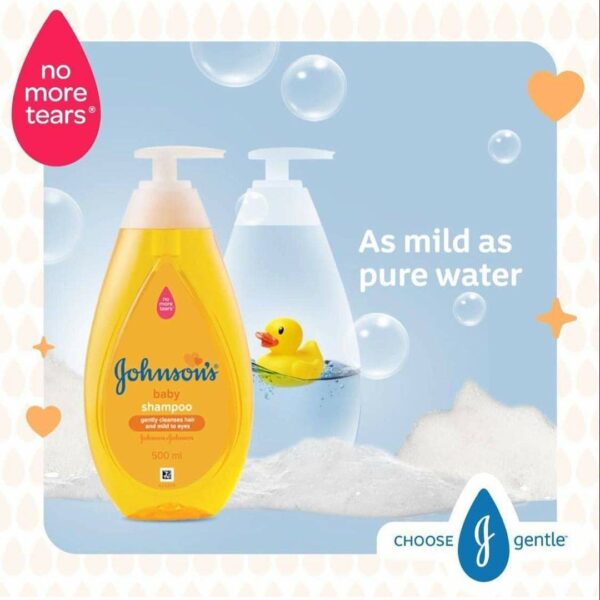 no
more
tears®
As mild as
pure water
no
more
tears
Johnson's®
baby
shampoo
gently cleanses hair
and mild to eyes
Johnson & Johnson
500 ml
CHOOSE J gentle™